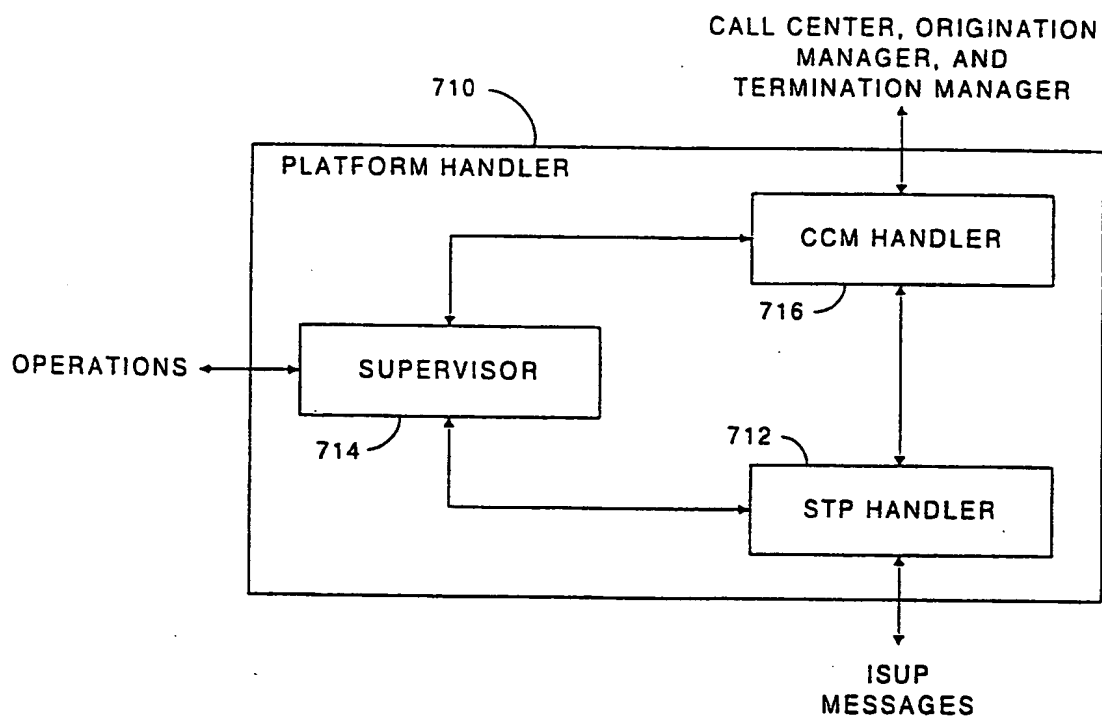 CALL CENTER, ORIGINATION
MANAGER, AND
TERMINATION MANAGER
710
PLATFORM HANDLER
CCM HANDLER
716
OPERATIONS
SUPERVISOR
714
712
STP HANDLER
ISUP
MESSAGES